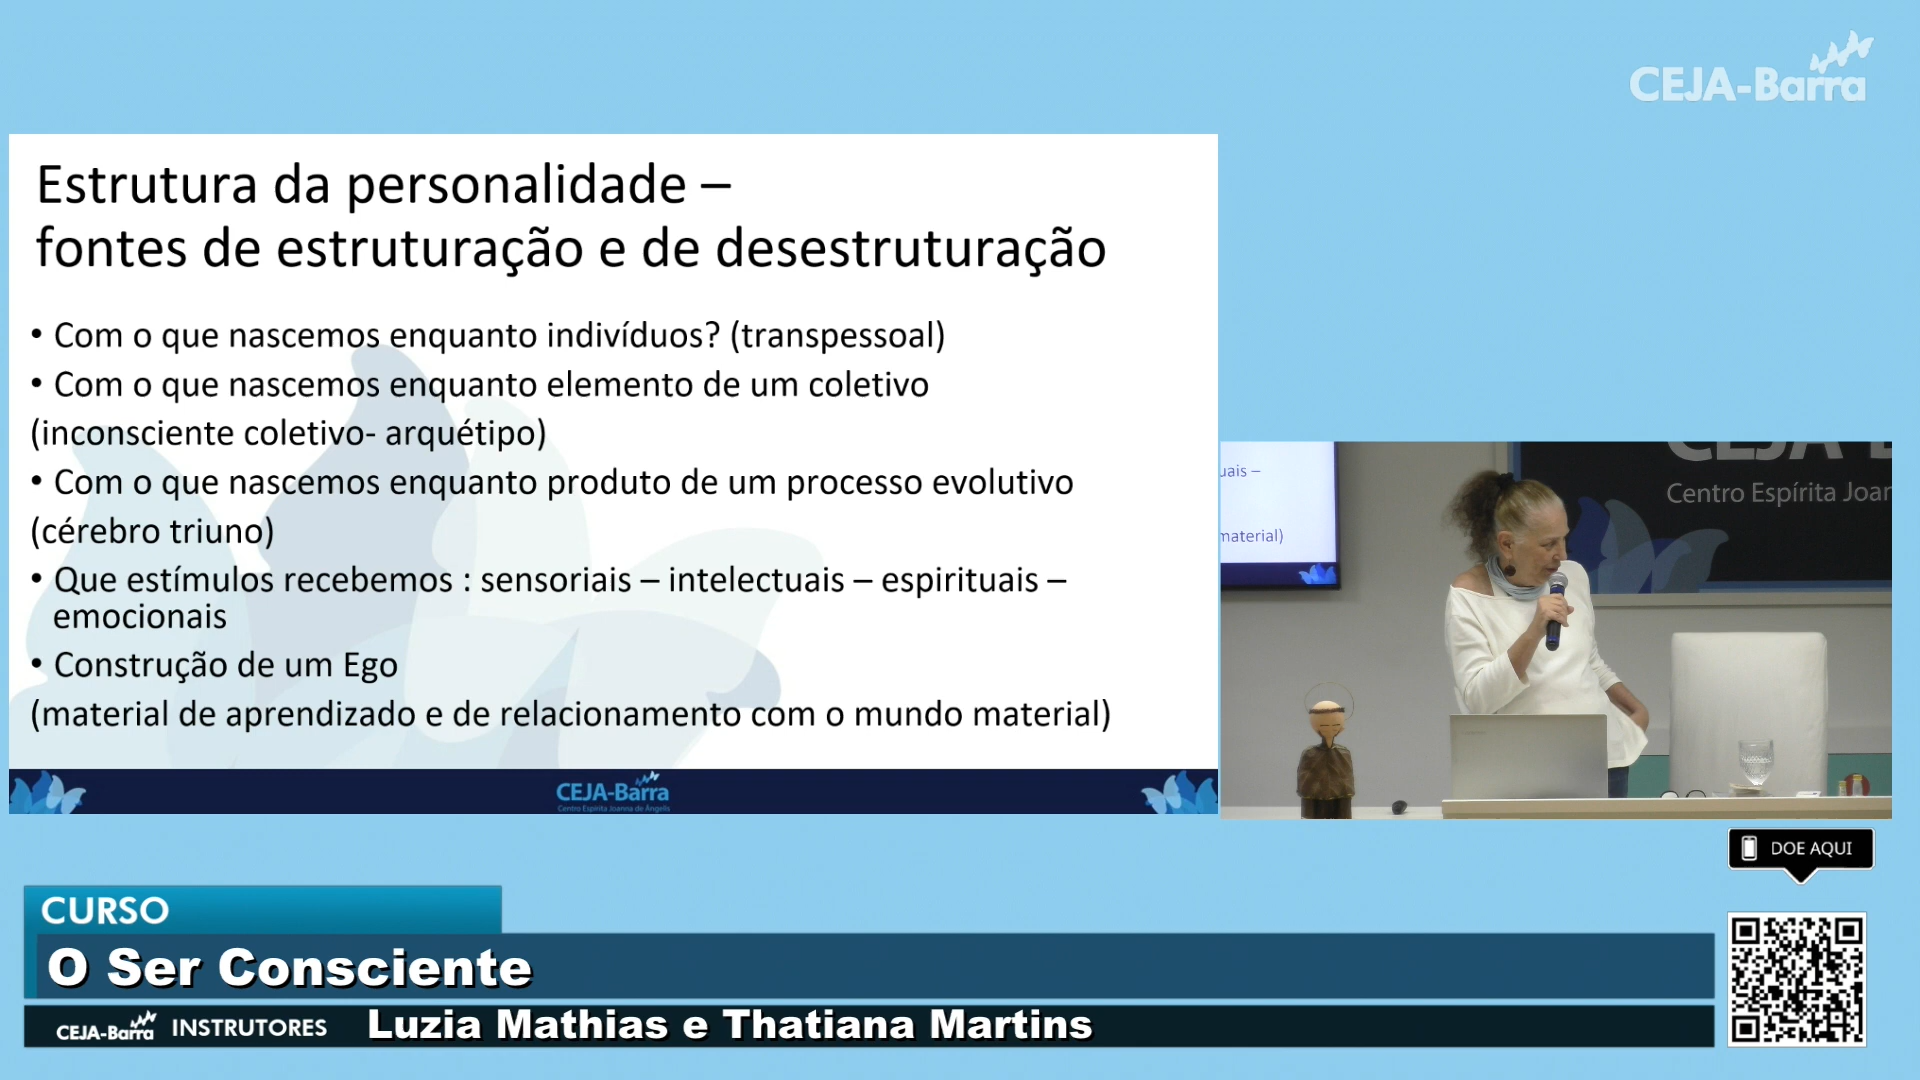 CEJA-Barra
Estrutura da personalidade –
fontes de estruturação e de desestruturação
• Com o que nascemos enquanto indivíduos? (transpessoal)
• Com o que nascemos enquanto elemento de um coletivo
(inconsciente coletivo- arquétipo)
• Com o que nascemos enquanto produto de um processo evolutivo
(cérebro triuno)
• Que estímulos recebemos : sensoriais – intelectuais – espirituais –
emocionais
• Construção de um Ego
(material de aprendizado e de relacionamento com o mundo material)
CEJA-Barra
Centro Espírita Joanna de Ângelis
uais –
material)
CEJA-B
Centro Espírita Joan
DOE AQUI
CURSO
O Ser Consciente
CEJA-Barra INSTRUTORES Luzia Mathias e Thatiana Martins